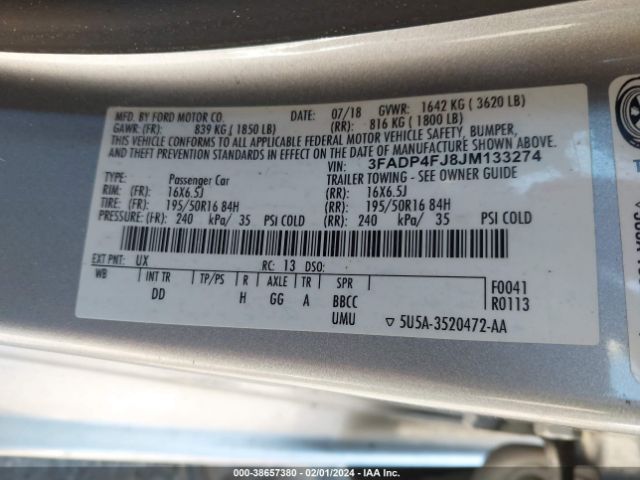 MFD. BY FORD MOTOR CO. DATE: 07/18 GVWR: 1642 KG ( 3620 LB)
GAWR: (FR): 839 KG ( 1850 LB) (RR): 816 KG ( 1800 LB)
THIS VEHICLE CONFORMS TO ALL APPLICABLE FEDERAL MOTOR VEHICLE SAFETY, BUMPER,
AND THEFT PREVENTION STANDARDS IN EFFECT ON THE DATE OF MANUFACTURE
SHOWN ABOVE. VIN: 3FADP4FJ8JM133274
TYPE: Passenger Car TRAILER TOWING - SEE OWNER GUIDE
RIM: (FR) 16X6.5J (RR): 16X6.5J
TIRE: (FR) 195/50R16 84H (RR): 195/50R16 84H
PRESSURE: (FR): 240 kPa/ 35 PSI COLD (RR): 240 kPa/ 35 PSI COLD
EXT PNT: UX RC: 13 DSO:
WB INT TR TP/PS R AXLE TR SPR F0041
DD H GG A BBCC R0113
UMU ▽ 5U5A-3520472-AA
000-38657380 - 02/01/2024 - IAA Inc.